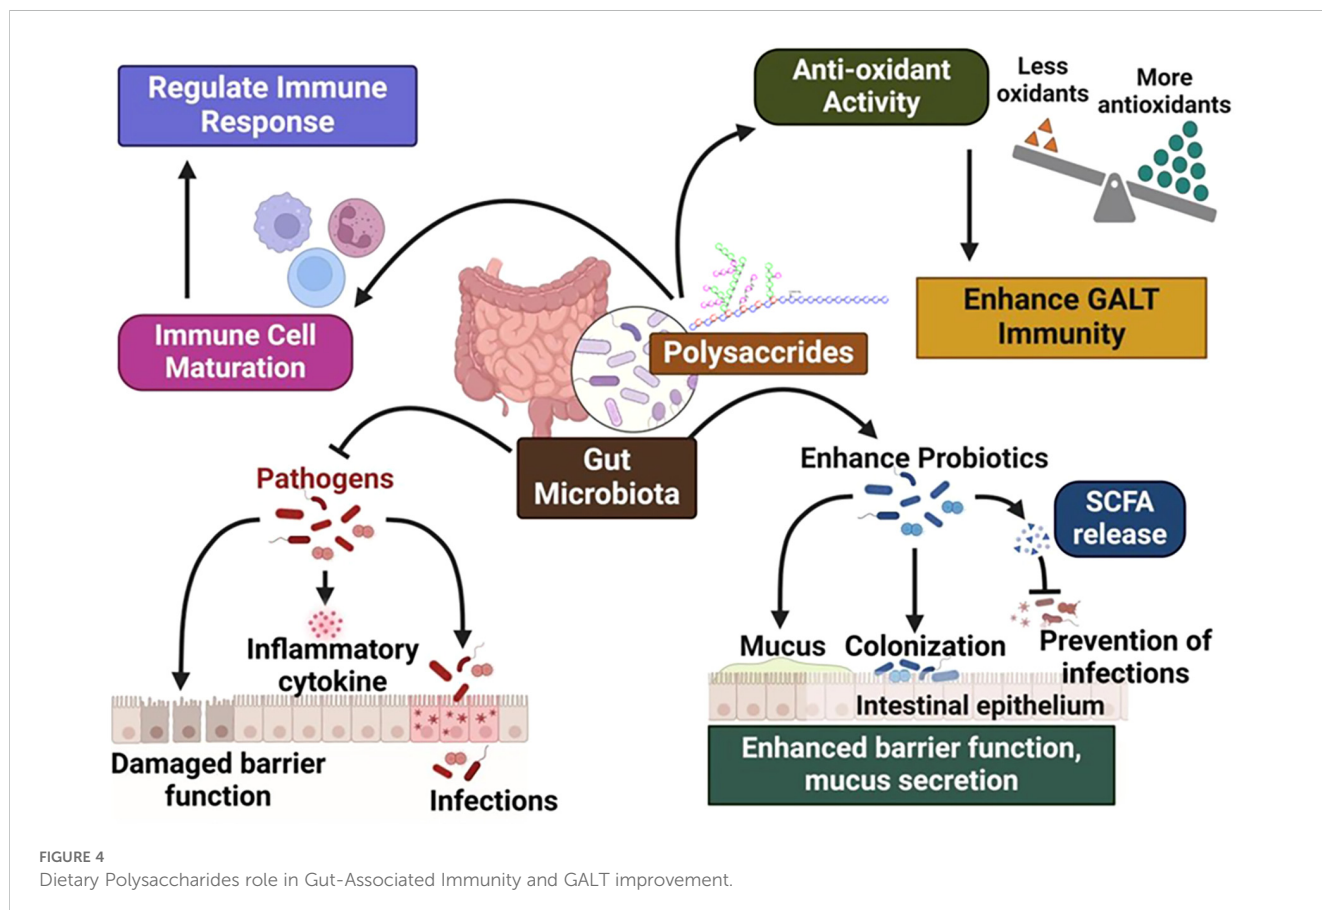 Regulate Immune
Response
Anti-oxidant
Activity
Less
oxidants
More
antioxidants
Immune Cell
Maturation
Polysaccrides
Enhance GALT
Immunity
Gut
Microbiota
Pathogens
Inflammatory
cytokine
Damaged barrier
function
Infections
Enhance Probiotics
SCFA
release
Mucus
Colonization
Prevention of
infections
Intestinal epithelium
Enhanced barrier function,
mucus secretion
FIGURE 4
Dietary Polysaccharides role in Gut-Associated Immunity and GALT improvement.